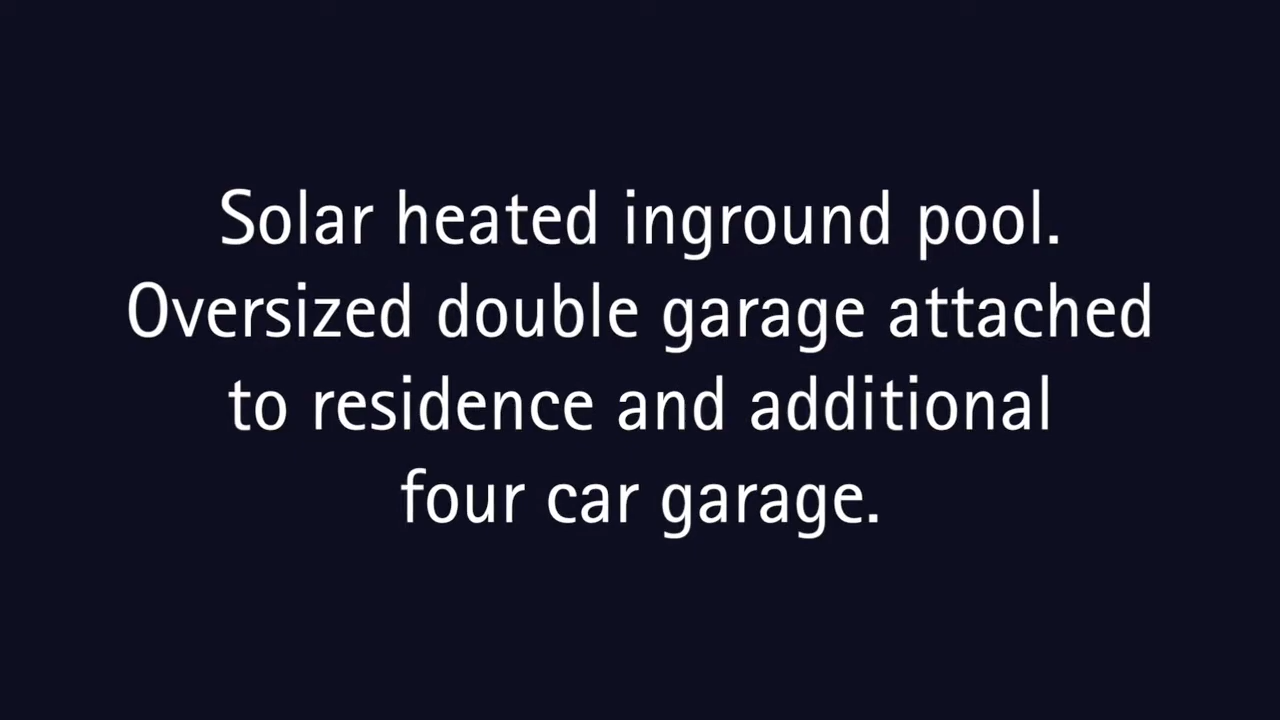 Solar heated inground pool.
Oversized double garage attached
to residence and additional
four car garage.